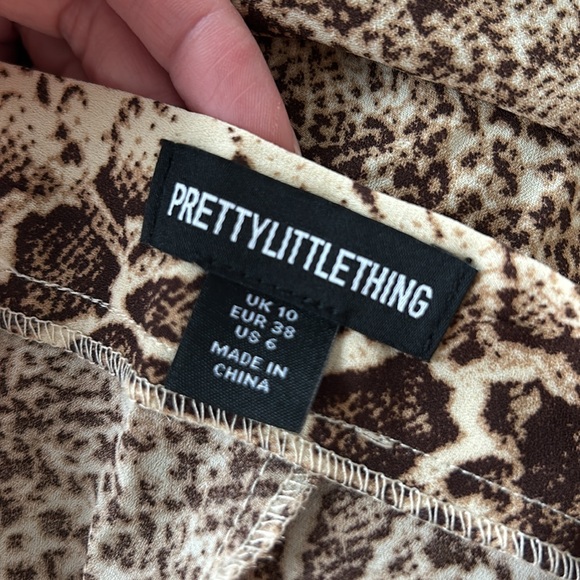 PRETTYLITTLETHING
UK 10
EUR 38
US 6
MADE IN
CHINA